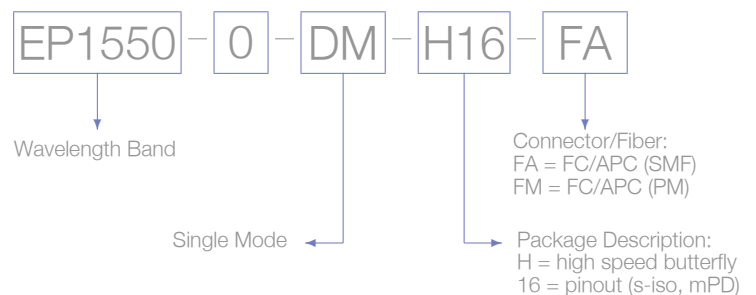 EP1550 - 0 - DM - H16 - FA
Wavelength Band
Connector/Fiber:
FA = FC/APC (SMF)
FM = FC/APC (PM)
Single Mode
Package Description:
H = high speed butterfly
16 = pinout (s-iso, mPD)